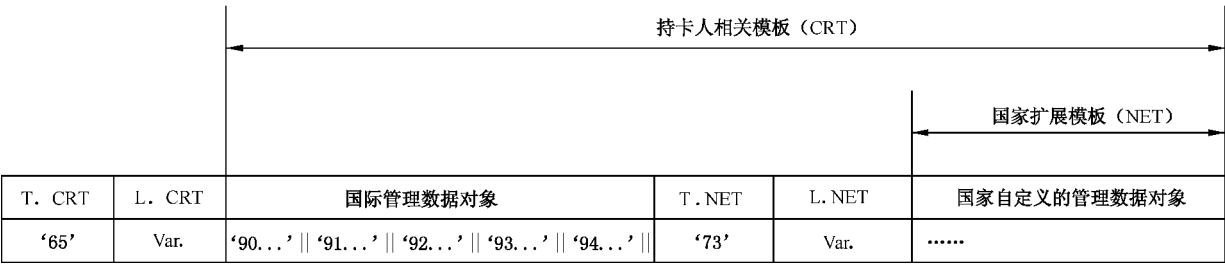 持卡人相关模板（CRT）
国家扩展模板（NET）
T. CRT L. CRT 国际管理数据对象 T.NET L.NET 国家自定义的管理数据对象
‘65’ Var. ‘90...’ || ‘91...’ || ‘92...’ || ‘93...’ || ‘94...’ || ‘73’ Var. ……